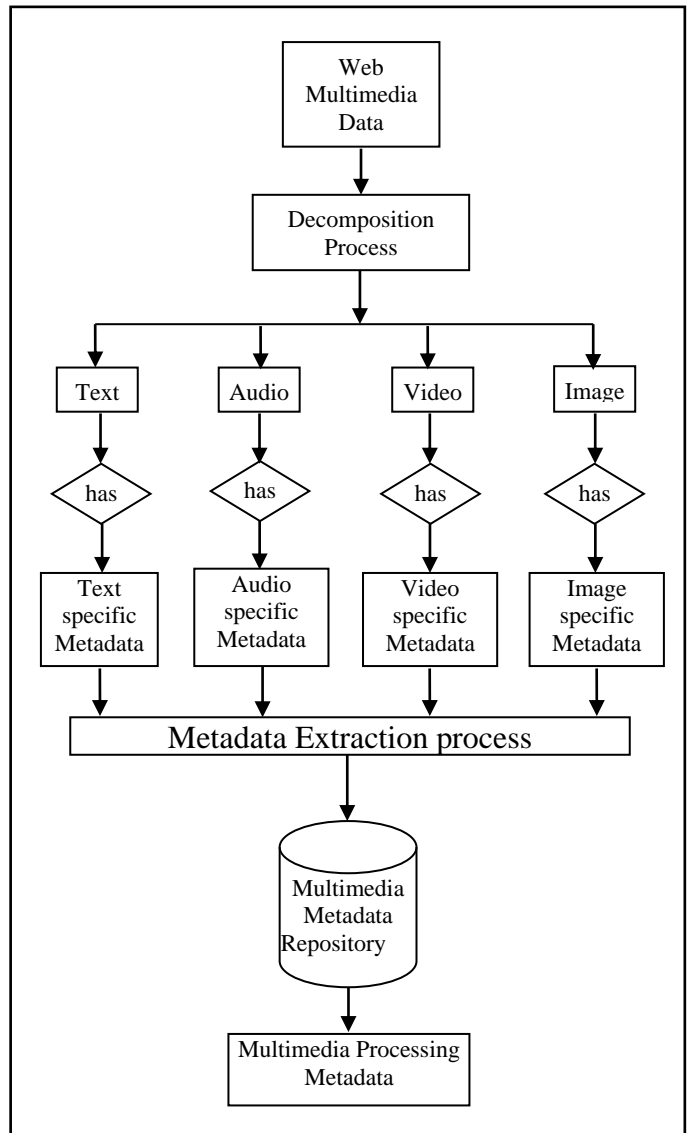 Web
Multimedia
Data
Decomposition
Process
Text
Audio
Video
Image
has
has
has
has
Text
specific
Metadata
Audio
specific
Metadata
Video
specific
Metadata
Image
specific
Metadata
Metadata Extraction process
Multimedia
Metadata
Repository
Multimedia Processing
Metadata